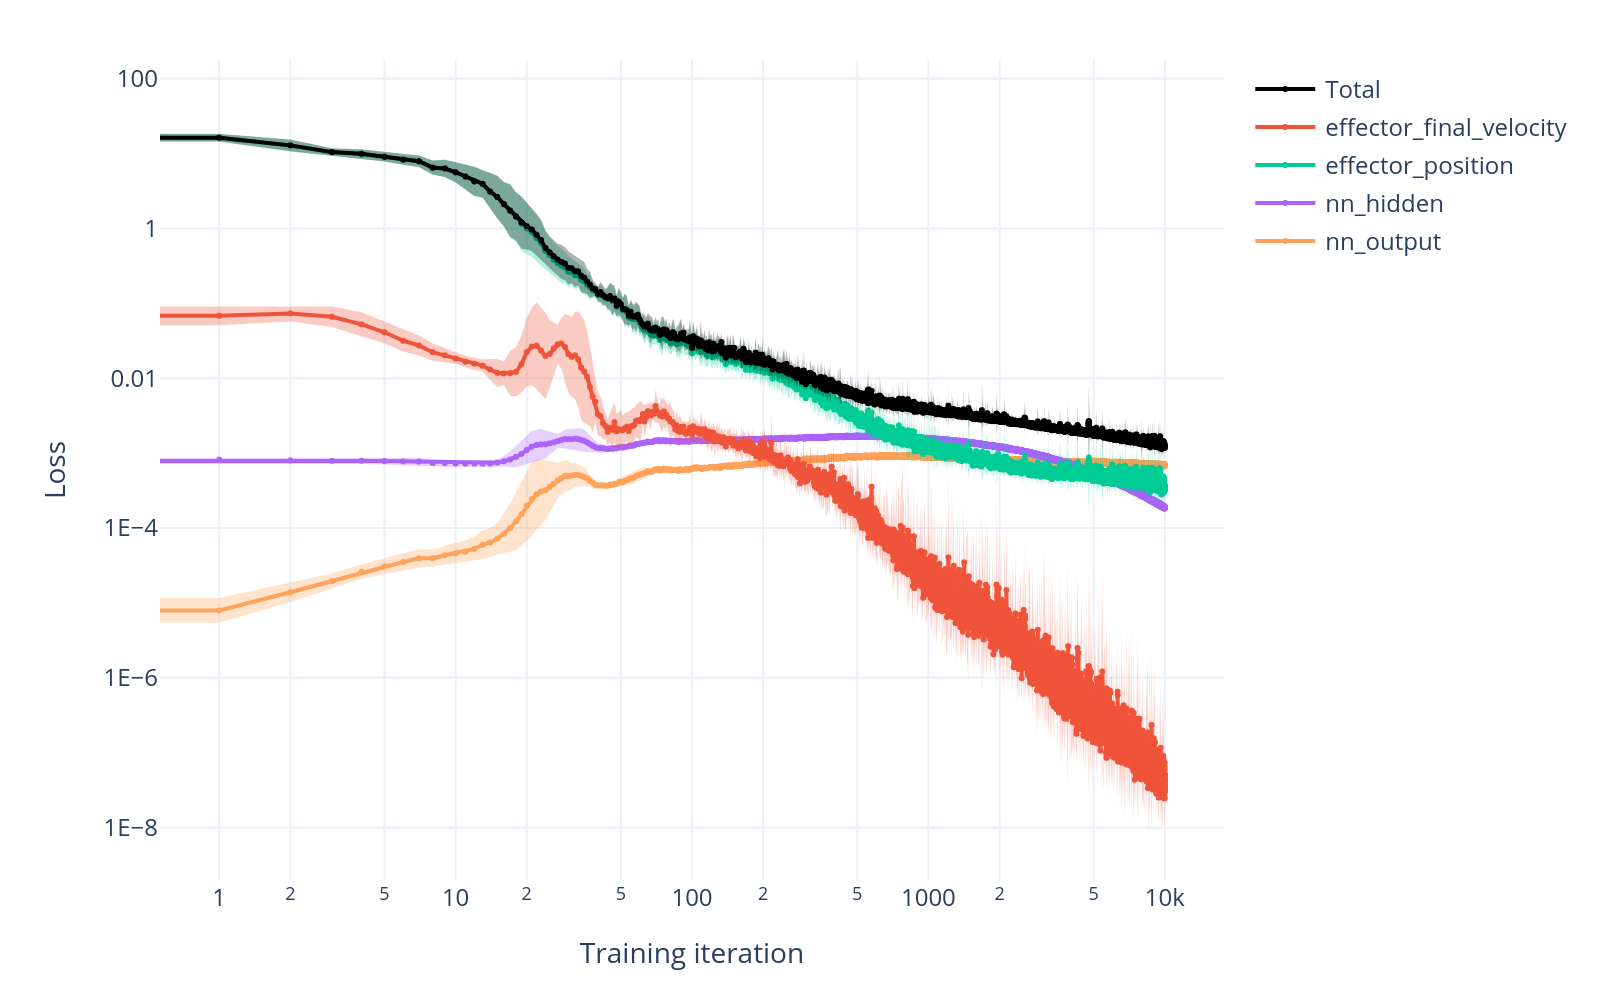 100
1
0.01
1E−4
1E−6
1E−8
Loss
1 2 5 10 2 5 100 2 5 1000 2 5 10k
Training iteration
Total
effector_final_velocity
effector_position
nn_hidden
nn_output